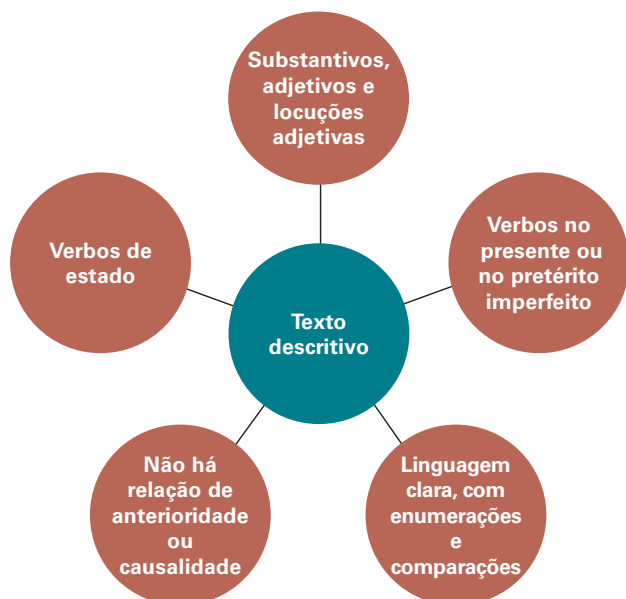 Substantivos,
adjetivos e
locuções
adjetivas
Verbos de
estado
Verbos no
presente ou
no pretérito
imperfeito
Texto
descritivo
Não há
relação de
anterioridade
ou
causalidade
Linguagem
clara, com
enumerações
e
comparações